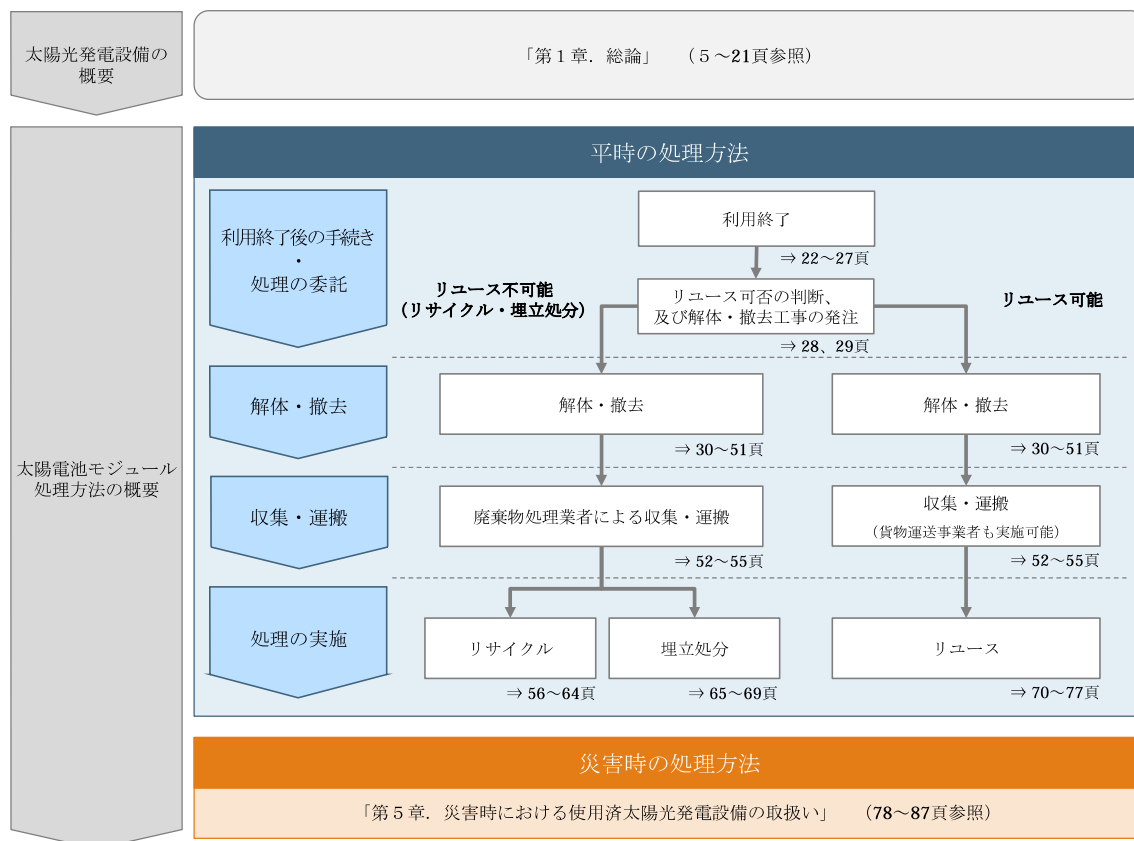 太陽光発電設備の
概要
「第１章．総論」　（５～21頁参照）
太陽電池モジュール
処理方法の概要
平時の処理方法
利用終了後の手続き
・
処理の委託
利用終了
⇒ 22～27頁
リユース不可能
（リサイクル・埋立処分）
リユース可否の判断、
及び解体・撤去工事の発注
リユース可能
⇒ 28、29頁
解体・撤去
解体・撤去
解体・撤去
⇒ 30～51頁
⇒ 30～51頁
収集・運搬
廃棄物処理業者による収集・運搬
収集・運搬
（貨物運送事業者も実施可能）
⇒ 52～55頁
⇒ 52～55頁
処理の実施
リサイクル
埋立処分
リユース
⇒ 56～64頁
⇒ 65～69頁
⇒ 70～77頁
災害時の処理方法
「第５章．災害時における使用済太陽光発電設備の取扱い」　（78～87頁参照）